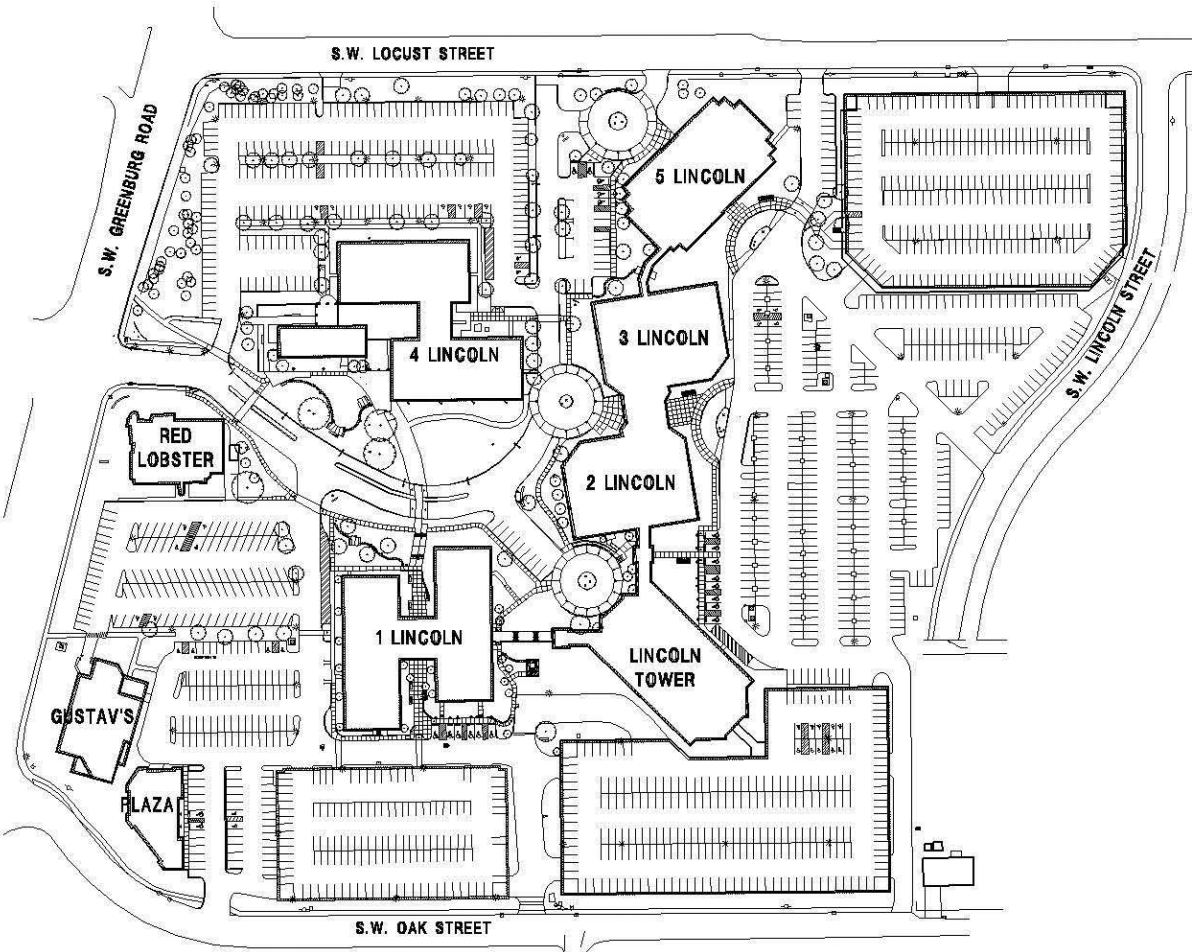 S.W. LOCUST STREET
S.W. GREENBURG ROAD
5 LINCOLN
3 LINCOLN
4 LINCOLN
S.W. LINCOLN STREET
RED
LOBSTER
2 LINCOLN
1 LINCOLN
LINCOLN
TOWER
GUSTAV'S
PLAZA
S.W. OAK STREET